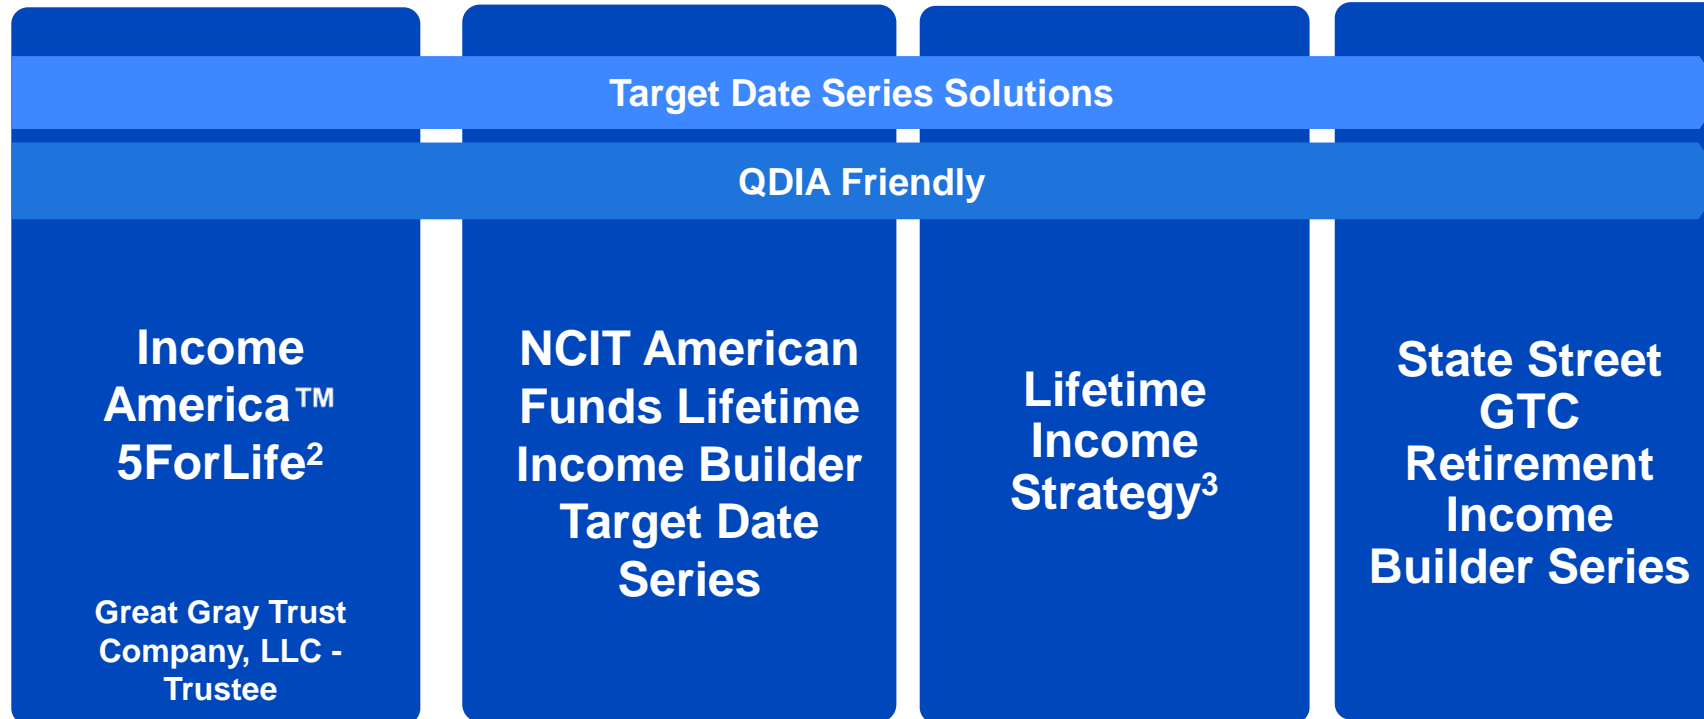 Target Date Series Solutions
QDIA Friendly
Income
America™
5ForLife²
Great Gray Trust
Company, LLC -
Trustee
NCIT American
Funds Lifetime
Income Builder
Target Date
Series
Lifetime
Income
Strategy³
State Street
GTC
Retirement
Income
Builder Series